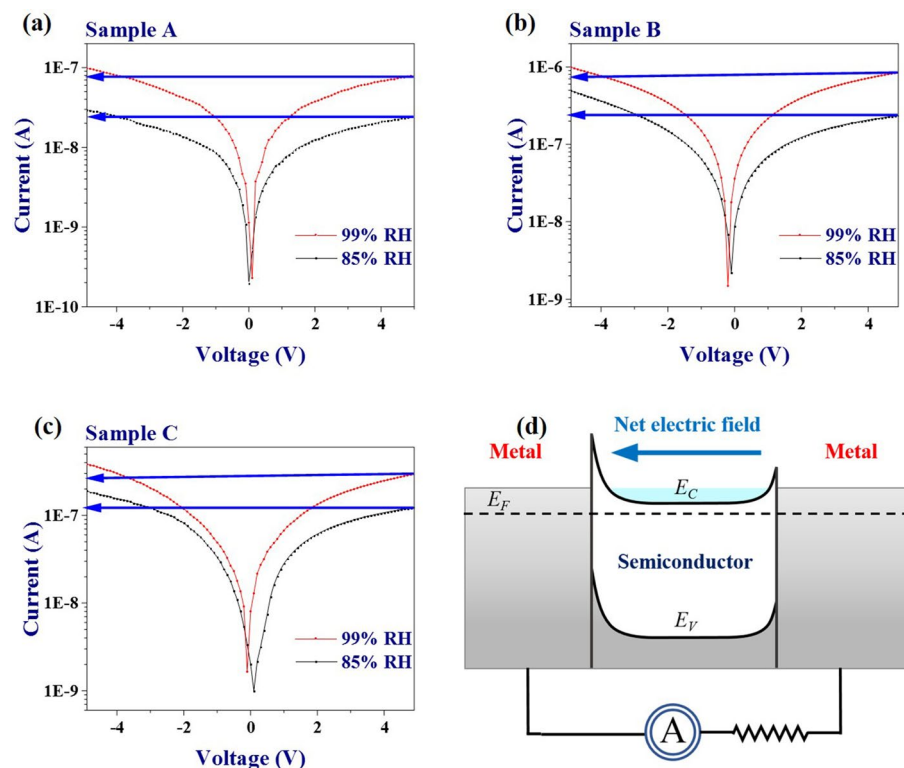 (a)
Sample A
Current (A)
1E-7
1E-8
1E-9
1E-10
99% RH
85% RH
-4 -2 0 2 4
Voltage (V)
(b)
Sample B
Current (A)
1E-6
1E-7
1E-8
1E-9
99% RH
85% RH
-4 -2 0 2 4
Voltage (V)
(c)
Sample C
Current (A)
1E-7
1E-8
1E-9
99% RH
85% RH
-4 -2 0 2 4
Voltage (V)
(d)
Net electric field
Metal
Metal
E_F
E_C
Semiconductor
E_V
A